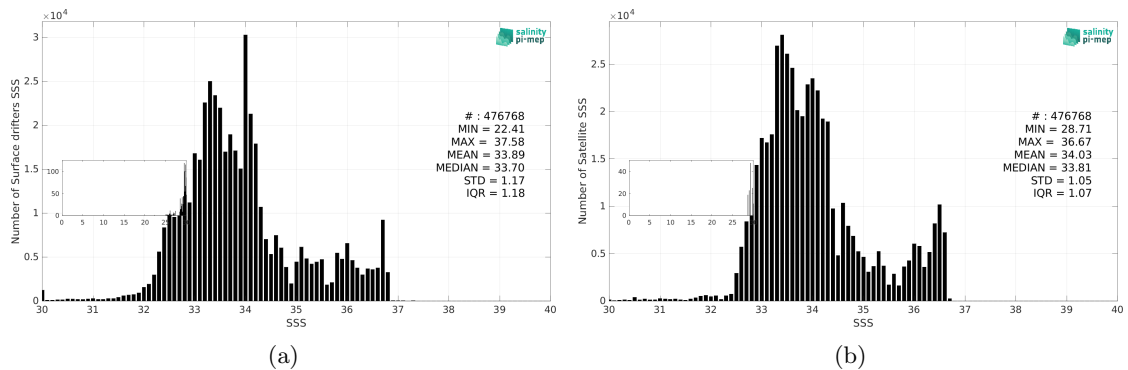 ×10⁴
3
2.5
2
1.5
1
0.5
0
Number of Surface drifters SSS
salinity
pi-mep
# : 476768
MIN = 22.41
MAX = 37.58
MEAN = 33.89
MEDIAN = 33.70
STD = 1.17
IQR = 1.18
100
50
0
0 5 10 15 20 25
30 31 32 33 34 35 36 37 38 39 40
SSS
(a)
×10⁴
2.5
2
1.5
1
0.5
0
Number of Satellite SSS
salinity
pi-mep
# : 476768
MIN = 28.71
MAX = 36.67
MEAN = 34.03
MEDIAN = 33.81
STD = 1.05
IQR = 1.07
40
20
0
0 5 10 15 20 25
30 31 32 33 34 35 36 37 38 39 40
SSS
(b)